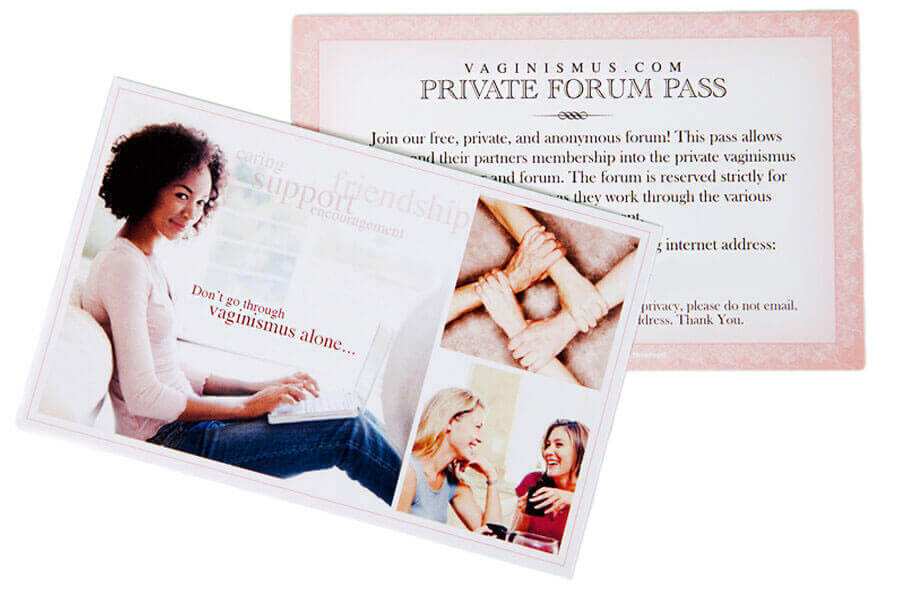 VAGINISMUS.COM
PRIVATE FORUM PASS
Join our free, private, and anonymous forum! This pass allows
and their partners membership into the private vaginismus
and forum. The forum is reserved strictly for
as they work through the various
internet address:
privacy, please do not email,
Thank You.
caring
support
friendship
encouragement
Don't go through
vaginismus alone...